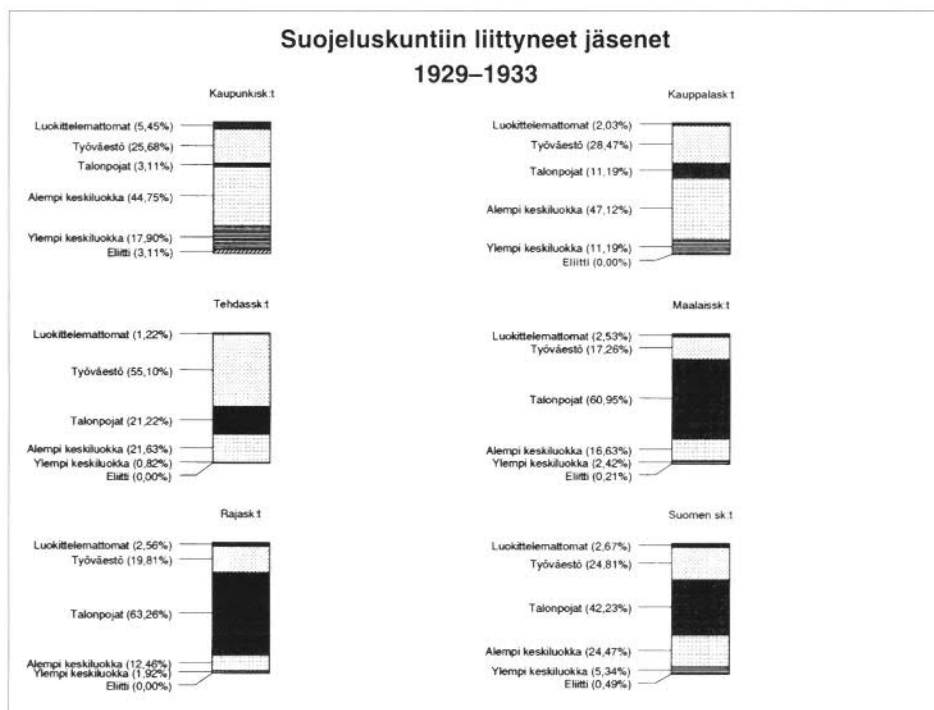 Suojeluskuntiin liittyneet jäsenet
1929–1933
Kaupunkisk:t
Luokittelemattomat (5,45%)
Työväestö (25,68%)
Talonpojat (3,11%)
Alempi keskiluokka (44,75%)
Ylempi keskiluokka (17,90%)
Eliitti (3,11%)
Kauppalask:t
Luokittelemattomat (2,03%)
Työväestö (28,47%)
Talonpojat (11,19%)
Alempi keskiluokka (47,12%)
Ylempi keskiluokka (11,19%)
Eliitti (0,00%)
Tehdassk:t
Luokittelemattomat (1,22%)
Työväestö (55,10%)
Talonpojat (21,22%)
Alempi keskiluokka (21,63%)
Ylempi keskiluokka (0,82%)
Eliitti (0,00%)
Maalaissk:t
Luokittelemattomat (2,53%)
Työväestö (17,26%)
Talonpojat (60,95%)
Alempi keskiluokka (16,63%)
Ylempi keskiluokka (2,42%)
Eliitti (0,21%)
Rajask:t
Luokittelemattomat (2,56%)
Työväestö (19,81%)
Talonpojat (63,26%)
Alempi keskiluokka (12,46%)
Ylempi keskiluokka (1,92%)
Eliitti (0,00%)
Suomen sk:t
Luokittelemattomat (2,67%)
Työväestö (24,81%)
Talonpojat (42,23%)
Alempi keskiluokka (24,47%)
Ylempi keskiluokka (5,34%)
Eliitti (0,49%)